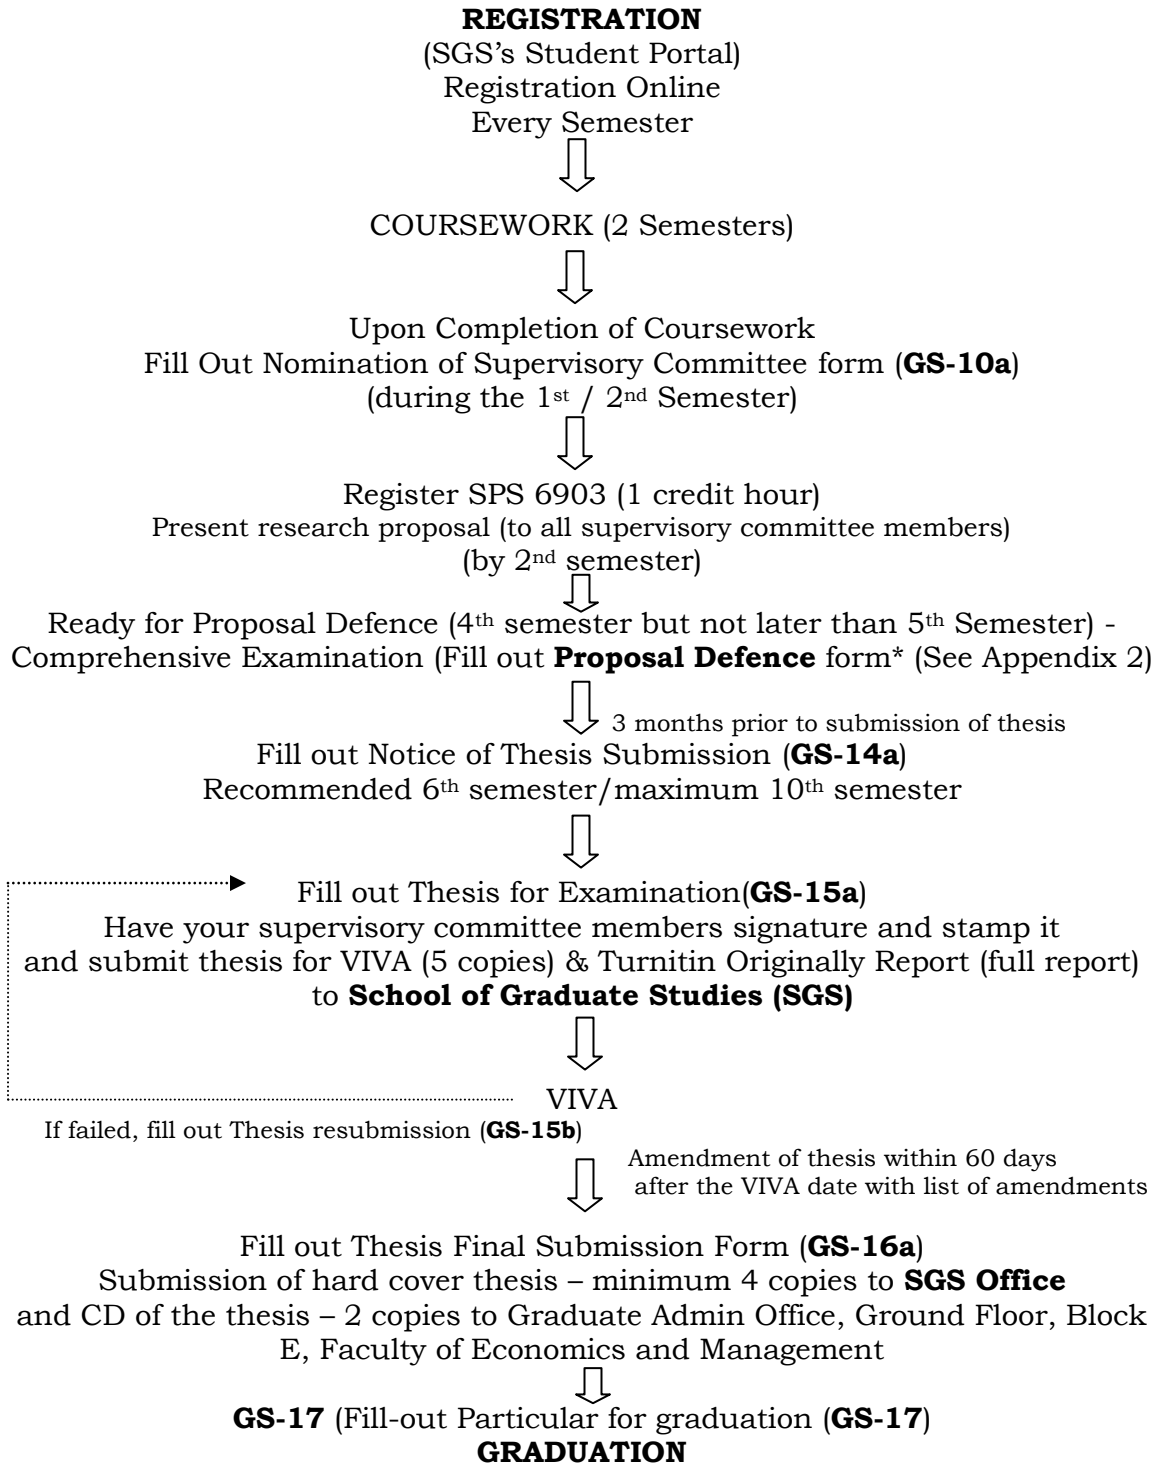 REGISTRATION
(SGS's Student Portal)
Registration Online
Every Semester
COURSEWORK (2 Semesters)
Upon Completion of Coursework
Fill Out Nomination of Supervisory Committee form (GS-10a)
(during the 1st / 2nd Semester)
Register SPS 6903 (1 credit hour)
Present research proposal (to all supervisory committee members)
(by 2nd semester)
Ready for Proposal Defence (4th semester but not later than 5th Semester) -
Comprehensive Examination (Fill out Proposal Defence form* (See Appendix 2)
3 months prior to submission of thesis
Fill out Notice of Thesis Submission (GS-14a)
Recommended 6th semester/maximum 10th semester
Fill out Thesis for Examination(GS-15a)
Have your supervisory committee members signature and stamp it
and submit thesis for VIVA (5 copies) & Turnitin Originally Report (full report)
to School of Graduate Studies (SGS)
VIVA
If failed, fill out Thesis resubmission (GS-15b)
Amendment of thesis within 60 days
after the VIVA date with list of amendments
Fill out Thesis Final Submission Form (GS-16a)
Submission of hard cover thesis – minimum 4 copies to SGS Office
and CD of the thesis – 2 copies to Graduate Admin Office, Ground Floor, Block
E, Faculty of Economics and Management
GS-17 (Fill-out Particular for graduation (GS-17)
GRADUATION